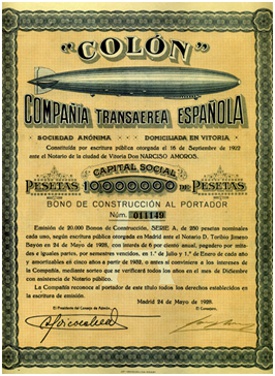 "COLÓN"
COMPAÑIA TRANSAEREA ESPAÑOLA
SOCIEDAD ANÓNIMA × × × DOMICILIADA EN VITORIA
Constituida por escritura pública otorgada el 16 de Septiembre de 1922
ante el Notario de la ciudad de Vitoria Don NARCISO AMOROS.
CAPITAL SOCIAL
PESETAS 10.000.000 DE PESETAS
BONO DE CONSTRUCCIÓN AL PORTADOR
Núm. 011149
Emisión de 20.000 Bonos de Construcción, SERIE A, de 250 pesetas nominales
cada uno, según escritura pública otorgada en Madrid ante el Notario D. Toribio Jimeno
Bayon en 24 de Mayo de 1928, con interés de 6 por ciento anual, pagadero por mita-
des e iguales partes, por semestres vencidos, en 1.º de Julio y 1.º de Enero de cada año
y amortizables en cinco años a partir de 1932, o antes si conviniere a los intereses de
la Compañía, mediante sorteo que se verificará todos los años en el mes de Diciembre
con asistencia de Notario público.
La Compañía reconoce al portador de este título todos los derechos establecidos en
la escritura de emisión.
Madrid 24 de Mayo de 1928.
El Presidente del Consejo de Admón.
El Consejero,